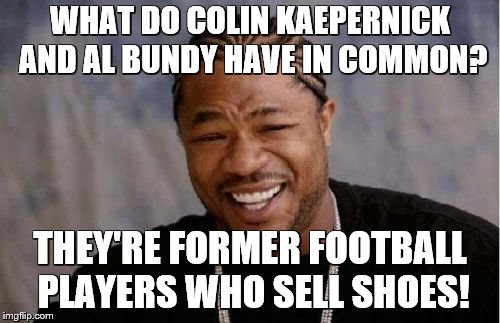 WHAT DO COLIN KAEPERNICK
AND AL BUNDY HAVE IN COMMON?
THEY'RE FORMER FOOTBALL
PLAYERS WHO SELL SHOES!
imgflip.com